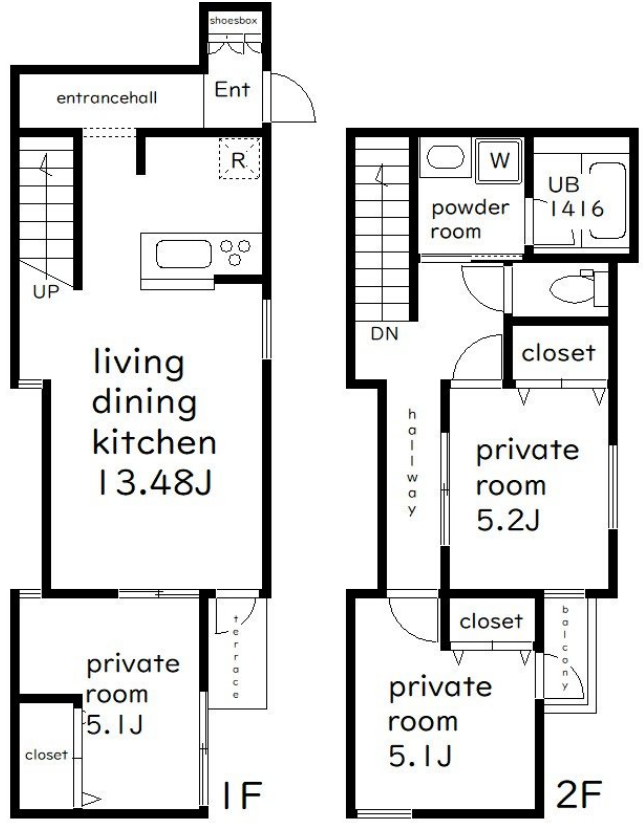 shoesbox
Ent
entrancehall
R
UP
living
dining
kitchen
13.48J
terrace
private
room
5.1J
closet
1F
W
powder
room
UB
1416
DN
closet
hallway
private
room
5.2J
closet
balcony
private
room
5.1J
2F